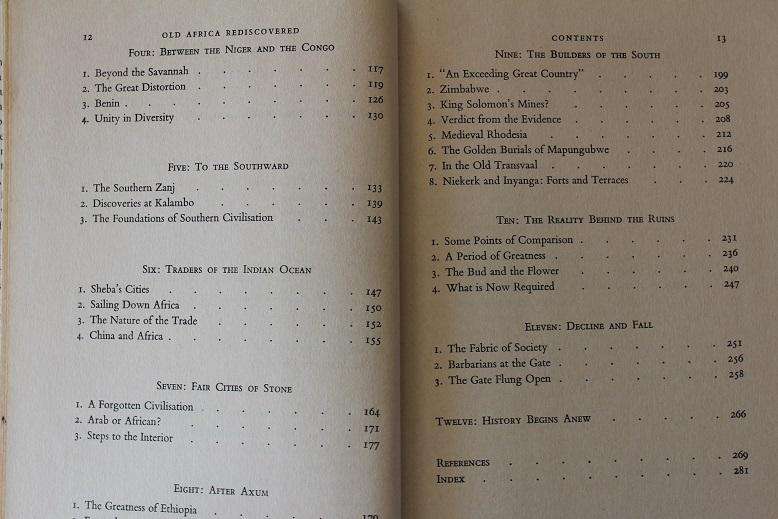 12 OLD AFRICA REDISCOVERED
FOUR: BETWEEN THE NIGER AND THE CONGO
1. Beyond the Savannah . . . . . . 117
2. The Great Distortion . . . . . . 119
3. Benin . . . . . . . . 126
4. Unity in Diversity . . . . . . 130
FIVE: TO THE SOUTHWARD
1. The Southern Zanj . . . . . . 133
2. Discoveries at Kalambo . . . . . . 139
3. The Foundations of Southern Civilisation . . . 143
SIX: TRADERS OF THE INDIAN OCEAN
1. Sheba's Cities . . . . . . . 147
2. Sailing Down Africa . . . . . . 150
3. The Nature of the Trade . . . . . 152
4. China and Africa . . . . . . . 155
SEVEN: FAIR CITIES OF STONE
1. A Forgotten Civilisation . . . . . . 164
2. Arab or African? . . . . . . 171
3. Steps to the Interior . . . . . . 177
EIGHT: AFTER AXUM
1. The Greatness of Ethiopia . . . . .
CONTENTS 13
NINE: THE BUILDERS OF THE SOUTH
1. "An Exceeding Great Country" . . . . 199
2. Zimbabwe . . . . . . . . 203
3. King Solomon's Mines? . . . . . 205
4. Verdict from the Evidence . . . . . 208
5. Medieval Rhodesia . . . . . . 212
6. The Golden Burials of Mapungubwe . . . 216
7. In the Old Transvaal . . . . . . 220
8. Niekerk and Inyanga: Forts and Terraces . . 224
TEN: THE REALITY BEHIND THE RUINS
1. Some Points of Comparison . . . . . 231
2. A Period of Greatness . . . . . . 236
3. The Bud and the Flower . . . . . 240
4. What is Now Required . . . . . 247
ELEVEN: DECLINE AND FALL
1. The Fabric of Society . . . . . . 251
2. Barbarians at the Gate . . . . . . 256
3. The Gate Flung Open . . . . . . 258
TWELVE: HISTORY BEGINS ANEW . . . . . 266
REFERENCES . . . . . . . . 269
INDEX . . . . . . . . . 281